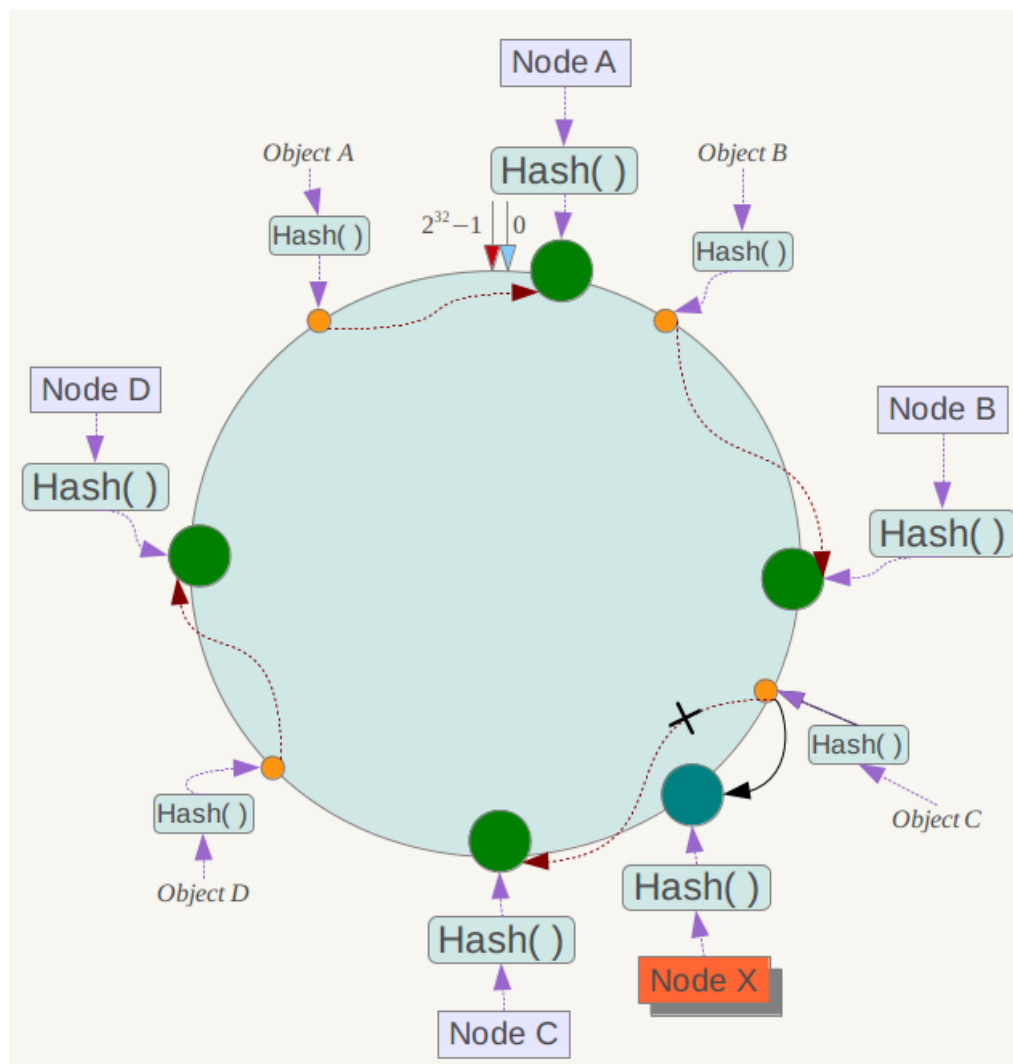 Node A
Object A
Object B
Hash( )
2³²−1
0
Hash( )
Hash( )
Node D
Node B
Hash( )
Hash( )
Hash( )
Hash( )
Object C
Object D
Hash( )
Hash( )
Node X
Node C